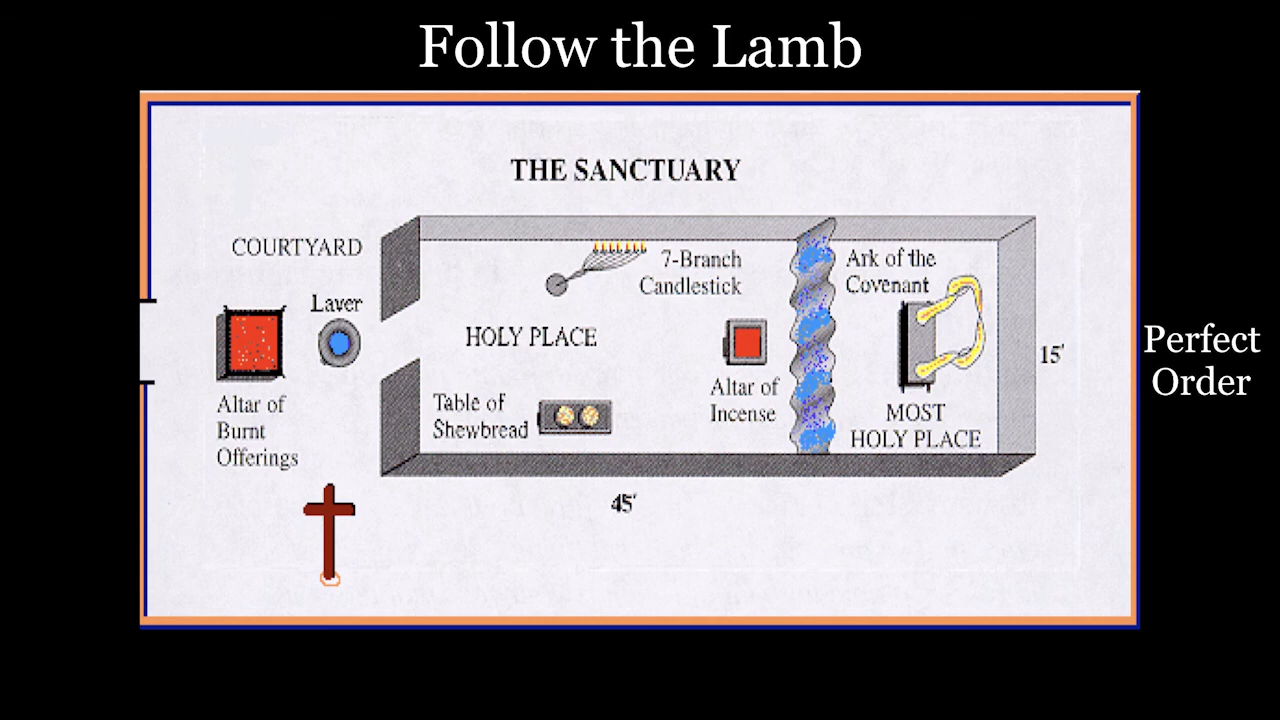 Follow the Lamb
THE SANCTUARY
COURTYARD
Laver
Altar of
Burnt
Offerings
7-Branch
Candlestick
HOLY PLACE
Table of
Shewbread
Altar of
Incense
Ark of the
Covenant
MOST
HOLY PLACE
15'
45'
Perfect
Order